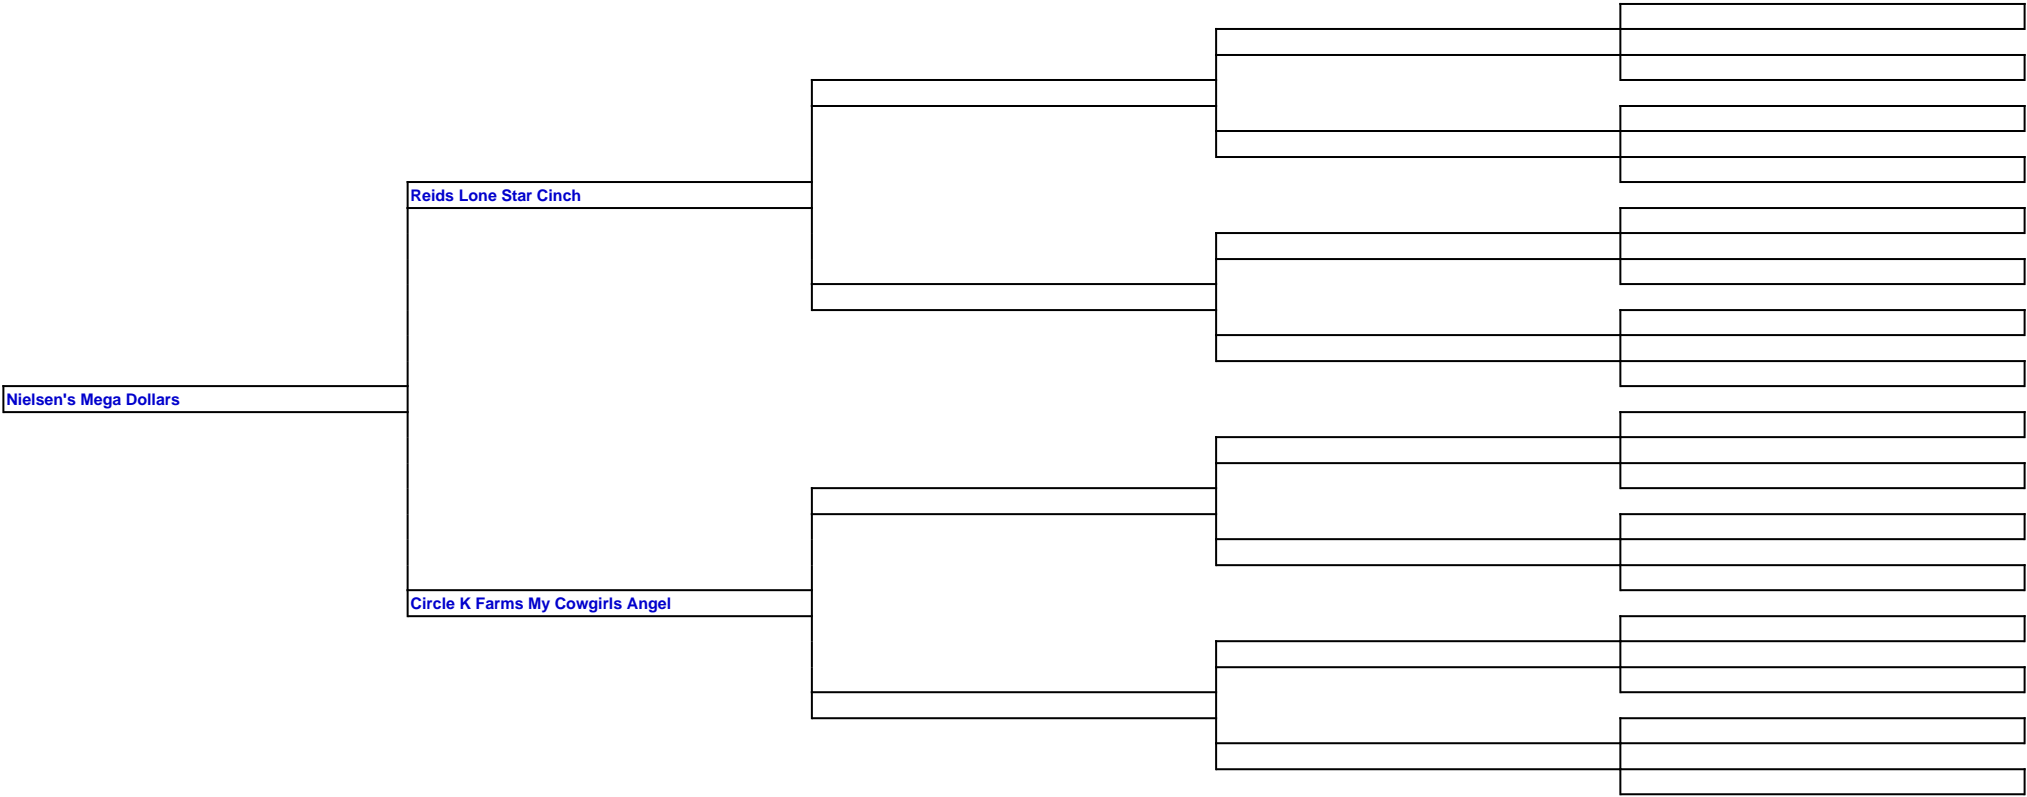 Reids Lone Star Cinch
Nielsen's Mega Dollars
Circle K Farms My Cowgirls Angel